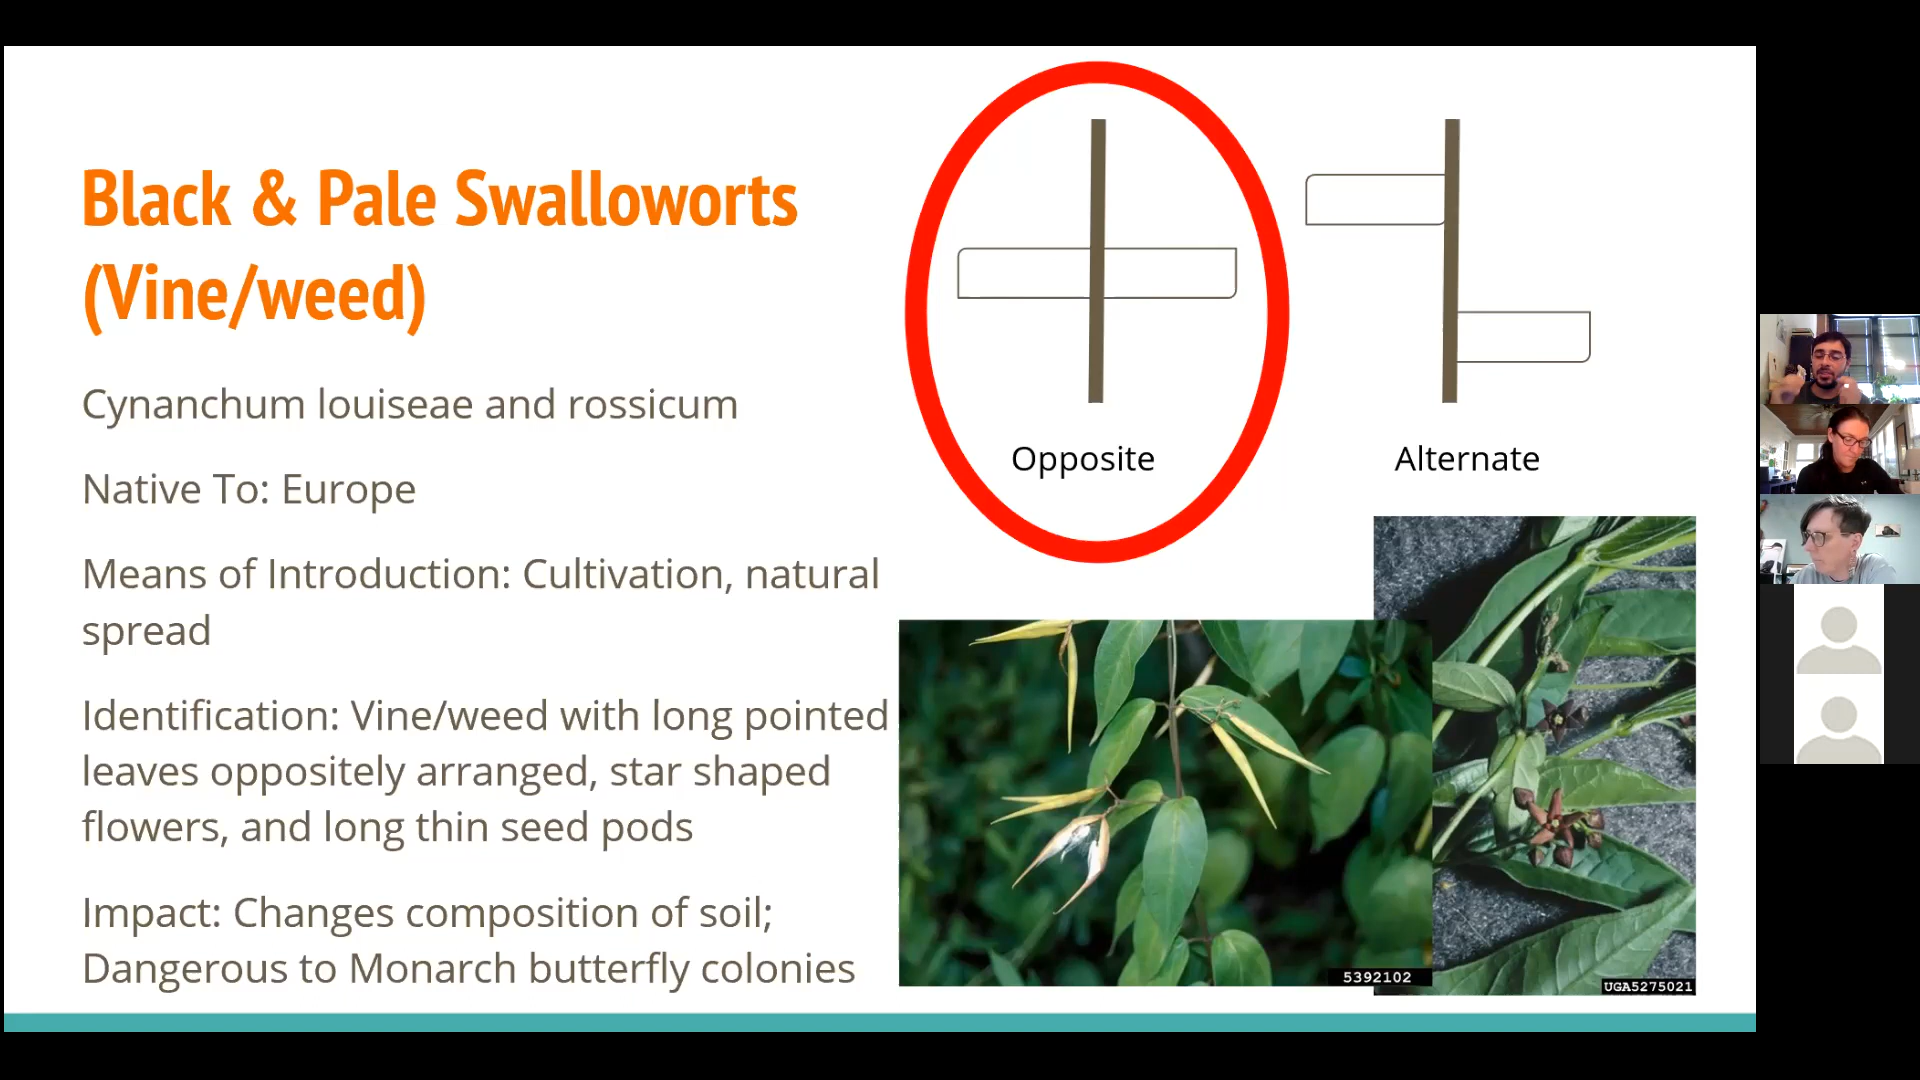 Black & Pale Swalloworts
(Vine/weed)
Cynanchum louiseae and rossicum
Native To: Europe
Means of Introduction: Cultivation, natural
spread
Identification: Vine/weed with long pointed
leaves oppositely arranged, star shaped
flowers, and long thin seed pods
Impact: Changes composition of soil;
Dangerous to Monarch butterfly colonies
Opposite
Alternate
5392102
UGA5275021